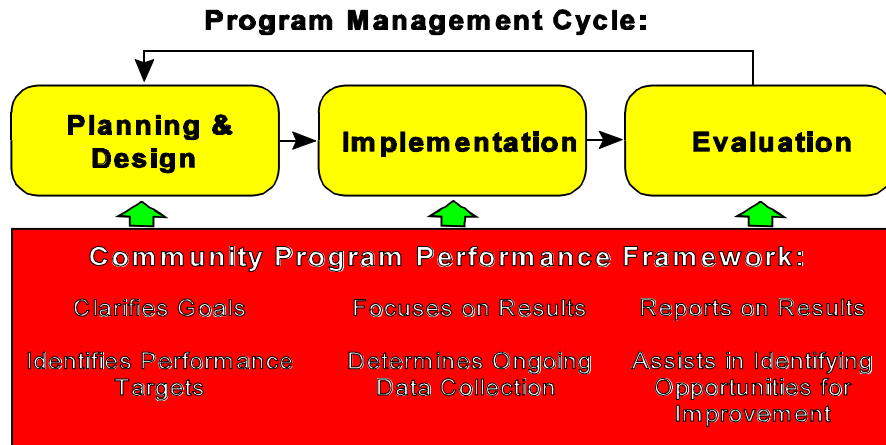 Program Management Cycle:
Planning &
Design
Implementation
Evaluation
Community Program Performance Framework:
Clarifies Goals
Identifies Performance
Targets
Focuses on Results
Determines Ongoing
Data Collection
Reports on Results
Assists in Identifying
Opportunities for
Improvement